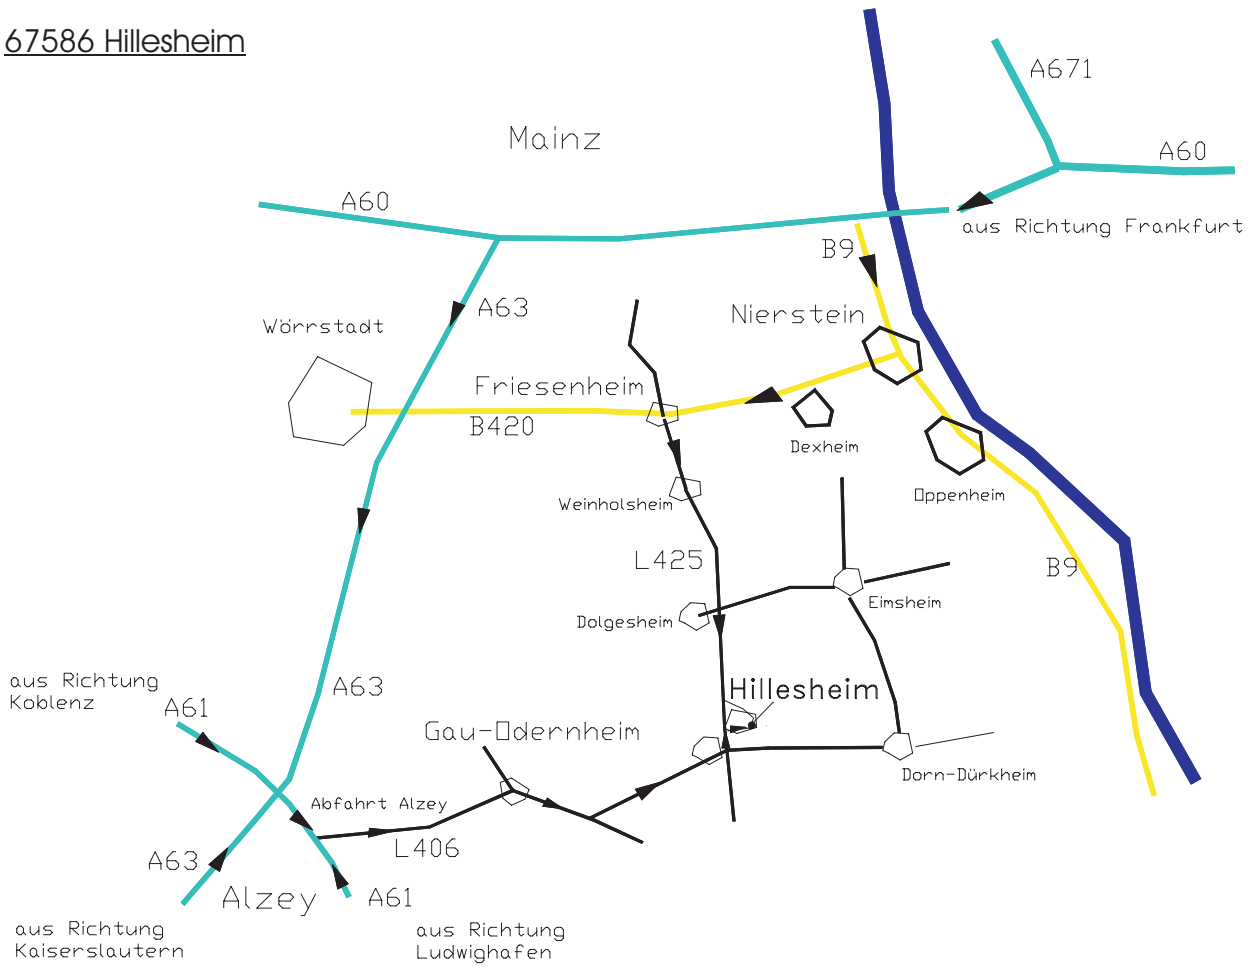 67586 Hillesheim
A671
Mainz
A60
A60
aus Richtung Frankfurt
B9
A63
Nierstein
Wörrstadt
Friesenheim
B420
Dexheim
Oppenheim
Weinholsheim
L425
B9
Eimsheim
Dolgesheim
aus Richtung
Koblenz
A63
Hillesheim
A61
Gau-Odernheim
Dorn-Dürkheim
Abfahrt Alzey
L406
A63
Alzey
A61
aus Richtung
Kaiserslautern
aus Richtung
Ludwighafen